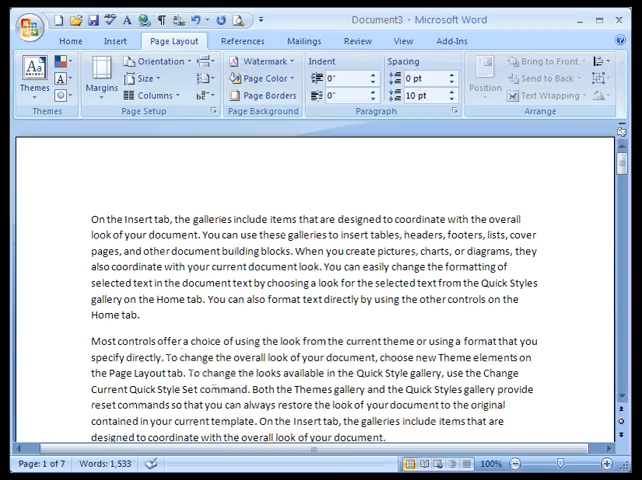 Document3 - Microsoft Word
Home Insert Page Layout References Mailings Review View Add-Ins
Themes
Themes
Margins
Orientation
Size
Columns
Page Setup
Watermark
Page Color
Page Borders
Page Background
Indent
0"
0"
Spacing
0 pt
10 pt
Paragraph
Position
Bring to Front
Send to Back
Text Wrapping
Arrange
On the Insert tab, the galleries include items that are designed to coordinate with the overall
look of your document. You can use these galleries to insert tables, headers, footers, lists, cover
pages, and other document building blocks. When you create pictures, charts, or diagrams, they
also coordinate with your current document look. You can easily change the formatting of
selected text in the document text by choosing a look for the selected text from the Quick Styles
gallery on the Home tab. You can also format text directly by using the other controls on the
Home tab.
Most controls offer a choice of using the look from the current theme or using a format that you
specify directly. To change the overall look of your document, choose new Theme elements on
the Page Layout tab. To change the looks available in the Quick Style gallery, use the Change
Current Quick Style Set command. Both the Themes gallery and the Quick Styles gallery provide
reset commands so that you can always restore the look of your document to the original
contained in your current template. On the Insert tab, the galleries include items that are
designed to coordinate with the overall look of your document.
Page: 1 of 7 Words: 1,533 100%